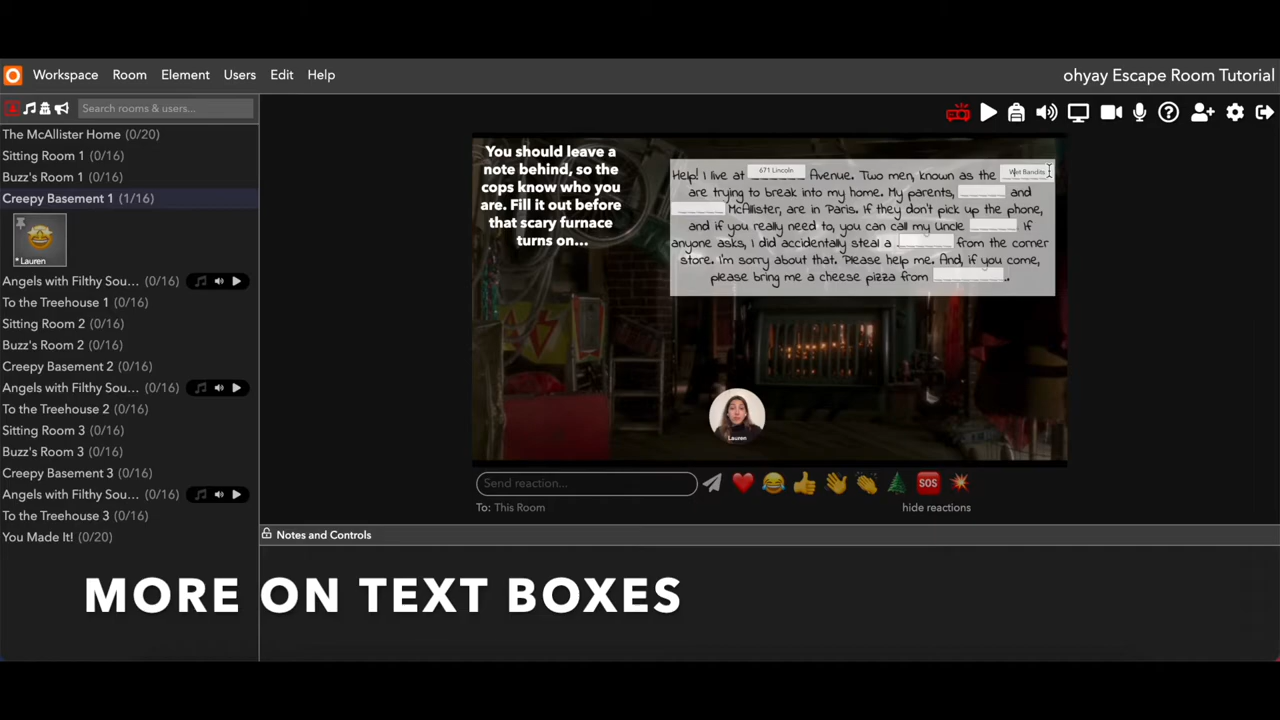 Workspace Room Element Users Edit Help
ohyay Escape Room Tutorial
Search rooms & users...
The McAllister Home (0/20)
Sitting Room 1 (0/16)
Buzz's Room 1 (0/16)
Creepy Basement 1 (1/16)
* Lauren
Angels with Filthy Sou... (0/16)
To the Treehouse 1 (0/16)
Sitting Room 2 (0/16)
Buzz's Room 2 (0/16)
Creepy Basement 2 (0/16)
Angels with Filthy Sou... (0/16)
To the Treehouse 2 (0/16)
Sitting Room 3 (0/16)
Buzz's Room 3 (0/16)
Creepy Basement 3 (0/16)
Angels with Filthy Sou... (0/16)
To the Treehouse 3 (0/16)
You Made It! (0/20)
You should leave a
note behind, so the
cops know who you
are. Fill it out before
that scary furnace
turns on...
Help! I live at 671 Lincoln Avenue. Two men, known as the Wet Bandits
are trying to break into my home. My parents, and
McAllister, are in Paris. If they don't pick up the phone,
and if you really need to, you can call my Uncle . If
anyone asks, I did accidentally steal a from the corner
store. I'm sorry about that. Please help me. And, if you come,
please bring me a cheese pizza from .
Lauren
Send reaction...
SOS
To: This Room
hide reactions
Notes and Controls
MORE ON TEXT BOXES